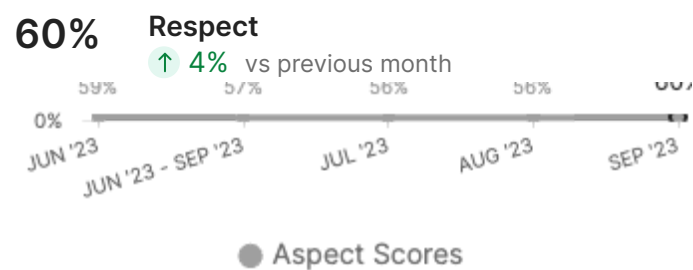 60%
Respect
↑ 4% vs previous month
59% 57% 56% 56% 60%
0%
JUN '23 JUN '23 - SEP '23 JUL '23 AUG '23 SEP '23
Aspect Scores